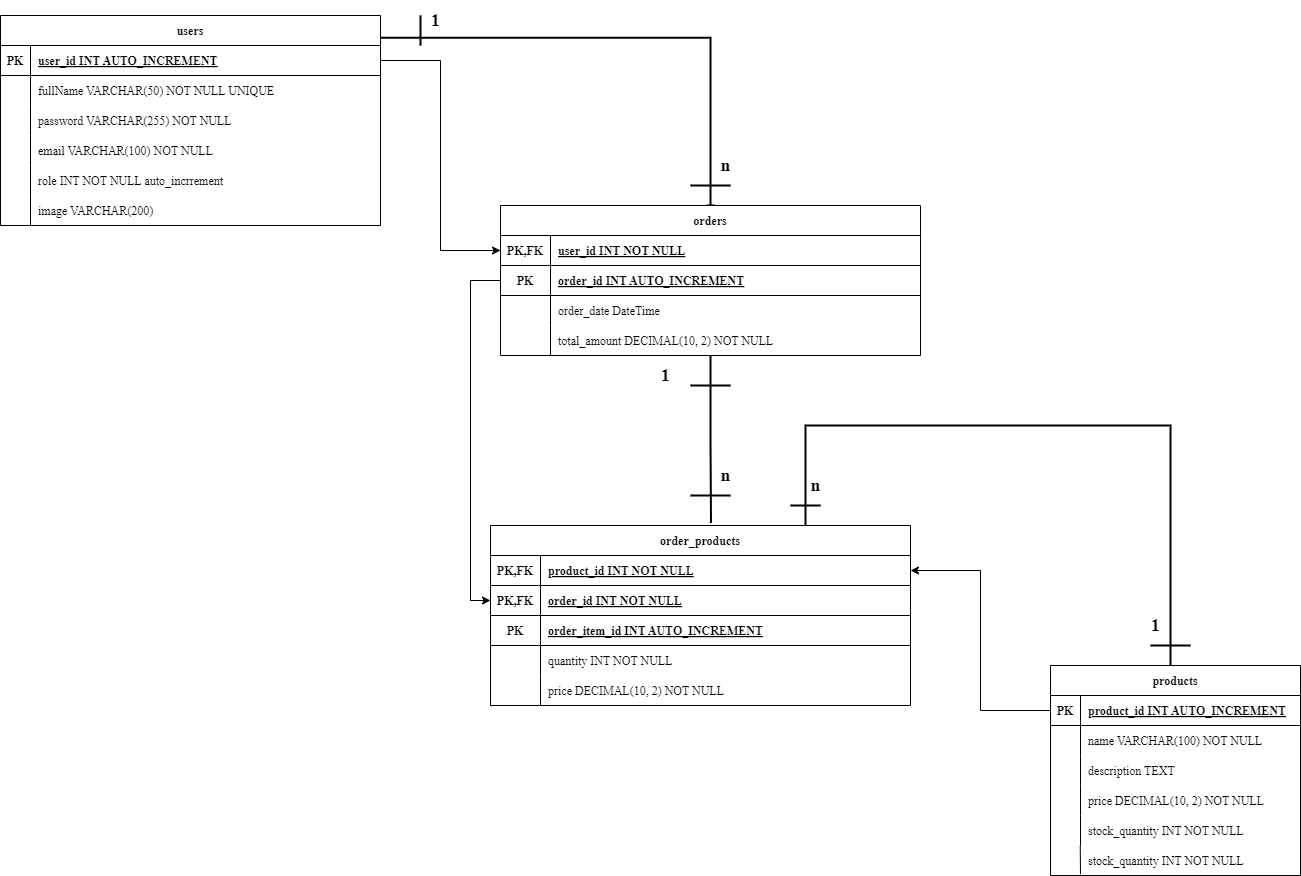 users
PK user_id INT AUTO_INCREMENT
fullName VARCHAR(50) NOT NULL UNIQUE
password VARCHAR(255) NOT NULL
email VARCHAR(100) NOT NULL
role INT NOT NULL auto_incrrement
image VARCHAR(200)
1
n
orders
PK,FK user_id INT NOT NULL
PK order_id INT AUTO_INCREMENT
order_date DateTime
total_amount DECIMAL(10, 2) NOT NULL
1
n
n
order_products
PK,FK product_id INT NOT NULL
PK,FK order_id INT NOT NULL
PK order_item_id INT AUTO_INCREMENT
quantity INT NOT NULL
price DECIMAL(10, 2) NOT NULL
1
products
PK product_id INT AUTO_INCREMENT
name VARCHAR(100) NOT NULL
description TEXT
price DECIMAL(10, 2) NOT NULL
stock_quantity INT NOT NULL
stock_quantity INT NOT NULL